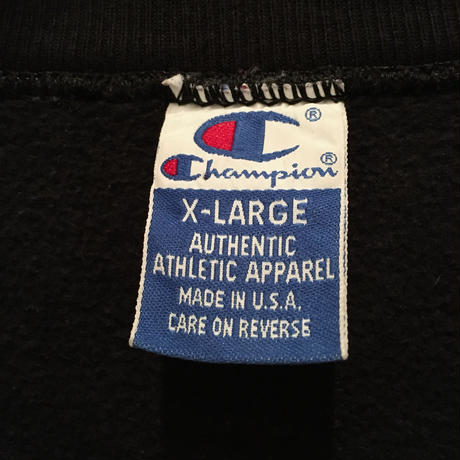 ®
Champion®
X-LARGE
AUTHENTIC
ATHLETIC APPAREL
MADE IN U.S.A.
CARE ON REVERSE